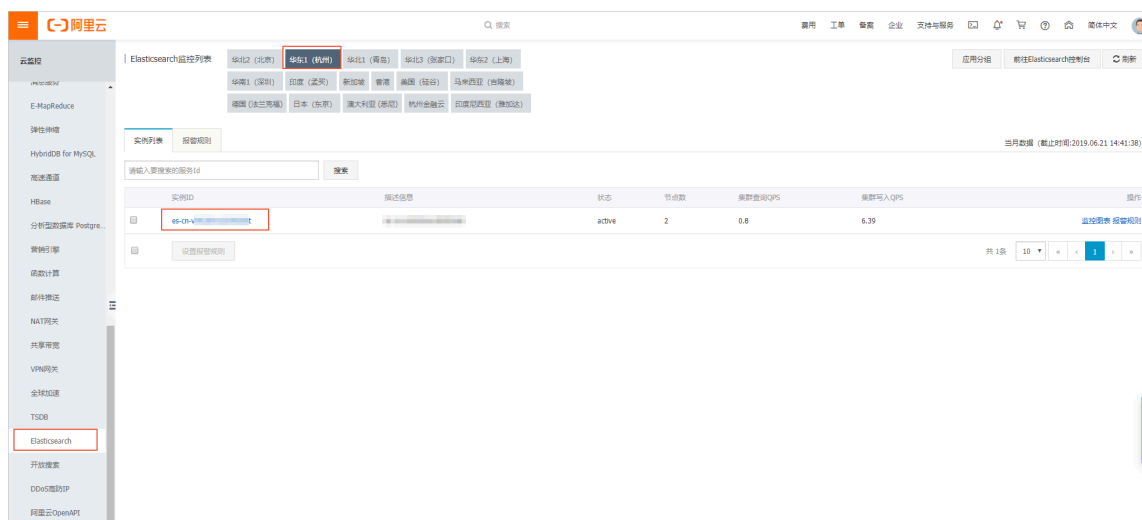 阿里云
搜索
费用 工单 备案 企业 支持与服务 简体中文
云监控
Elasticsearch监控列表
华北2（北京） 华东1（杭州） 华北1（青岛） 华北3（张家口） 华东2（上海）
华南1（深圳） 印度（孟买） 新加坡 香港 美国（硅谷） 马来西亚（吉隆坡）
德国（法兰克福） 日本（东京） 澳大利亚（悉尼） 杭州金融云 印度尼西亚（雅加达）
应用分组 前往Elasticsearch控制台 刷新
消息服务
E-MapReduce
弹性伸缩
HybridDB for MySQL
高速通道
HBase
分析型数据库 Postgre...
营销引擎
函数计算
邮件推送
NAT网关
共享带宽
VPN网关
全球加速
TSDB
Elasticsearch
开放搜索
DDoS高防IP
阿里云OpenAPI
实例列表 报警规则
当月数据（截止时间:2019.06.21 14:41:38)
请输入要搜索的服务Id 搜索
实例ID 描述信息 状态 节点数 集群查询QPS 集群写入QPS 操作
es-cn-v t active 2 0.8 6.39 监控图表 报警规则
设置报警规则
共 1条 10 « ‹ 1 › »